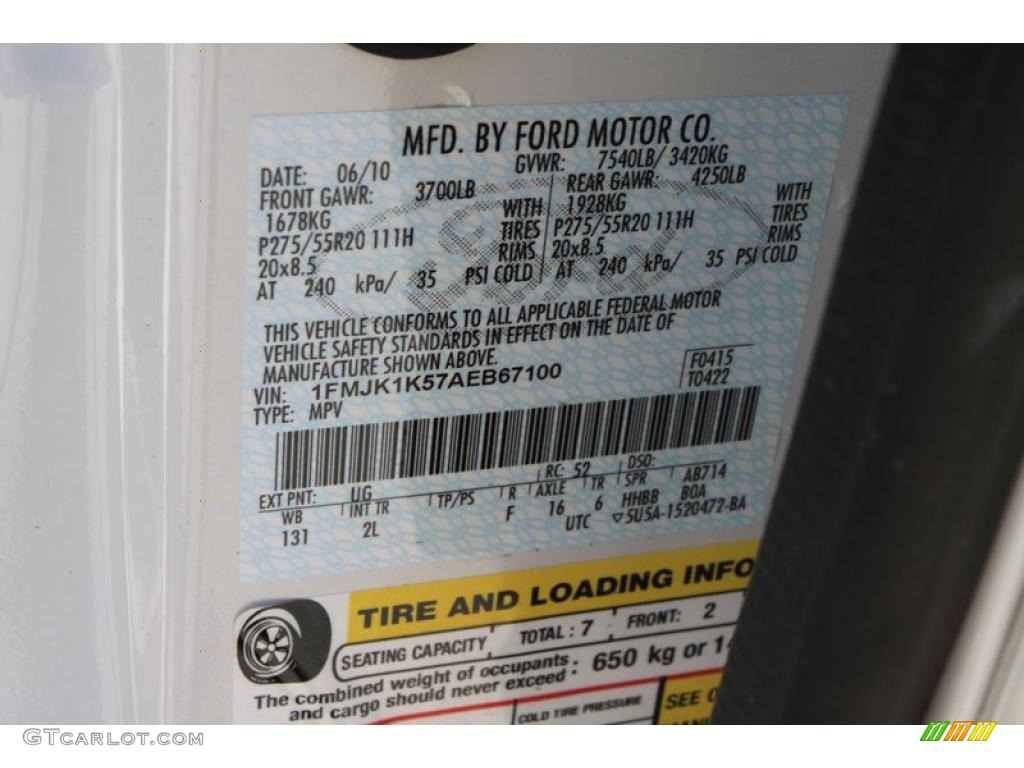 MFD. BY FORD MOTOR CO.
DATE: 06/10 GVWR: 7540LB/ 3420KG
FRONT GAWR: 3700LB REAR GAWR: 4250LB
1678KG WITH 1928KG WITH
P275/55R20 111H TIRES P275/55R20 111H TIRES
20x8.5 RIMS 20x8.5 RIMS
AT 240 kPa/ 35 PSI COLD AT 240 kPa/ 35 PSI COLD
THIS VEHICLE CONFORMS TO ALL APPLICABLE FEDERAL MOTOR
VEHICLE SAFETY STANDARDS IN EFFECT ON THE DATE OF
MANUFACTURE SHOWN ABOVE.
VIN: 1FMJK1K57AEB67100 F0415
TYPE: MPV T0422
EXT PNT: UG RC: 52 DSO:
WB INT TR TP/PS R AXLE TR SPR AB714
131 2L F 16 6 HHBB BOA
UTC ▽5U5A-1520472-BA
TIRE AND LOADING INFO
SEATING CAPACITY TOTAL : 7 FRONT: 2
The combined weight of occupants
and cargo should never exceed : 650 kg or 14
COLD TIRE PRESSURE SEE
GTCARLOT.COM